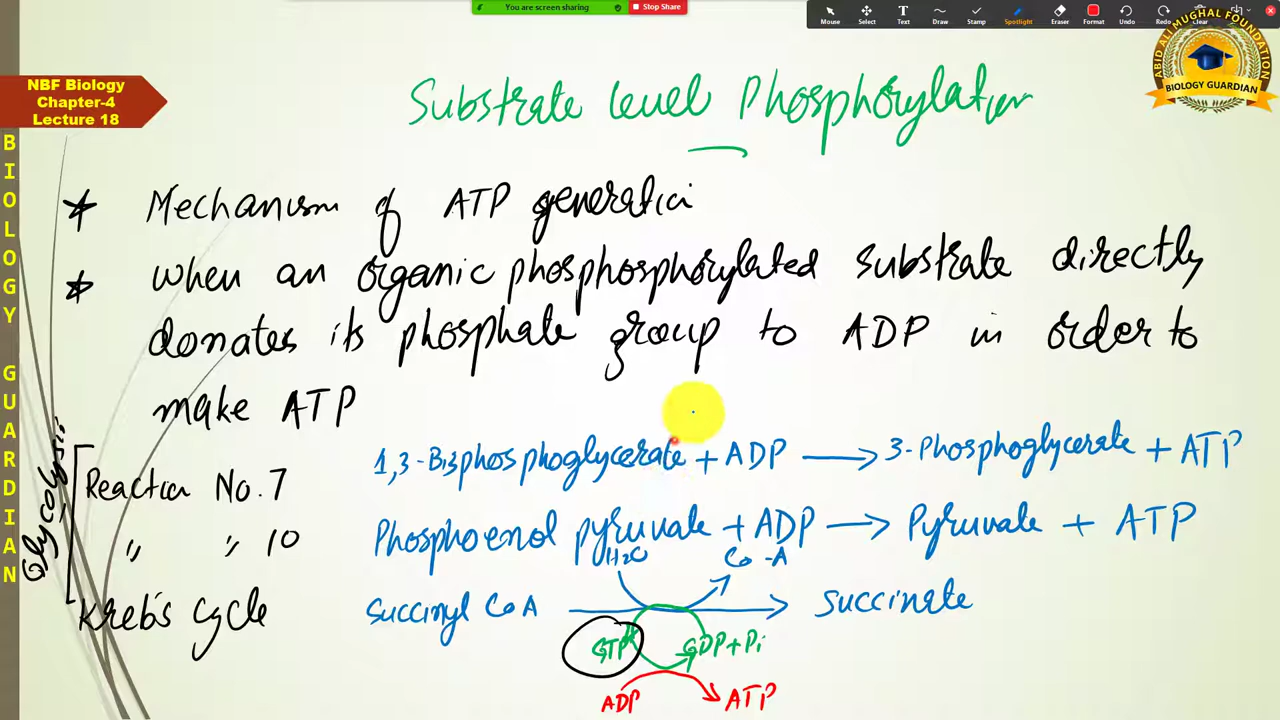 You are screen sharing Stop Share
Mouse Select Text Draw Stamp Spotlight Eraser Format Undo Redo Clear
NBF Biology
Chapter-4
Lecture 18
ABID ALI MUGHAL FOUNDATION
BIOLOGY GUARDIAN
BIOLOGY GUARDIAN
Substrate level Phosphorylation
* Mechanism of ATP generation
* When an organic phosphosphorylated substrate directly
donates its phosphate group to ADP in order to
make ATP
Glycolysis
Reaction No. 7 1,3-Bisphosphoglycerate + ADP → 3-Phosphoglycerate + ATP
" " 10 Phosphoenol pyruvate + ADP → Pyruvate + ATP
H2O Co-A
Kreb's Cycle Succinyl CoA → Succinate
GTP GDP+Pi
ADP ATP